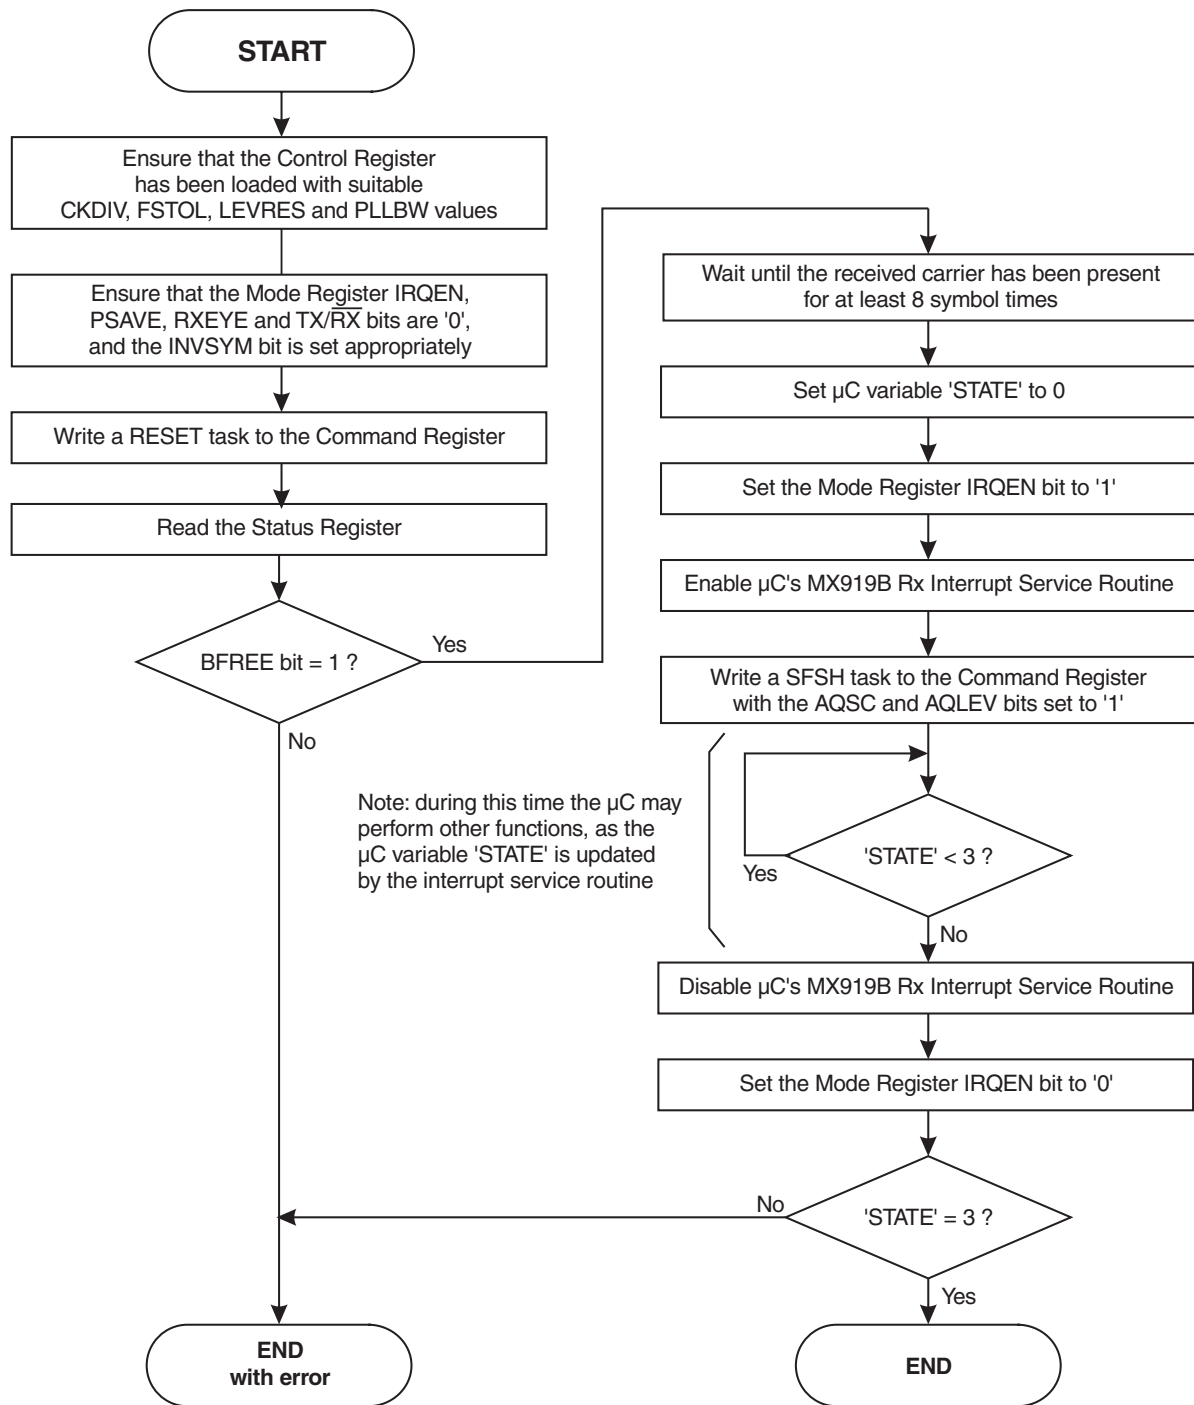 START
Ensure that the Control Register
has been loaded with suitable
CKDIV, FSTOL, LEVRES and PLLBW values
Ensure that the Mode Register IRQEN,
PSAVE, RXEYE and TX/R̅X̅ bits are '0',
and the INVSYM bit is set appropriately
Write a RESET task to the Command Register
Read the Status Register
BFREE bit = 1 ?
Yes
No
Wait until the received carrier has been present
for at least 8 symbol times
Set µC variable 'STATE' to 0
Set the Mode Register IRQEN bit to '1'
Enable µC's MX919B Rx Interrupt Service Routine
Write a SFSH task to the Command Register
with the AQSC and AQLEV bits set to '1'
Note: during this time the µC may
perform other functions, as the
µC variable 'STATE' is updated
by the interrupt service routine
'STATE' < 3 ?
Yes
No
Disable µC's MX919B Rx Interrupt Service Routine
Set the Mode Register IRQEN bit to '0'
'STATE' = 3 ?
No
Yes
END
with error
END